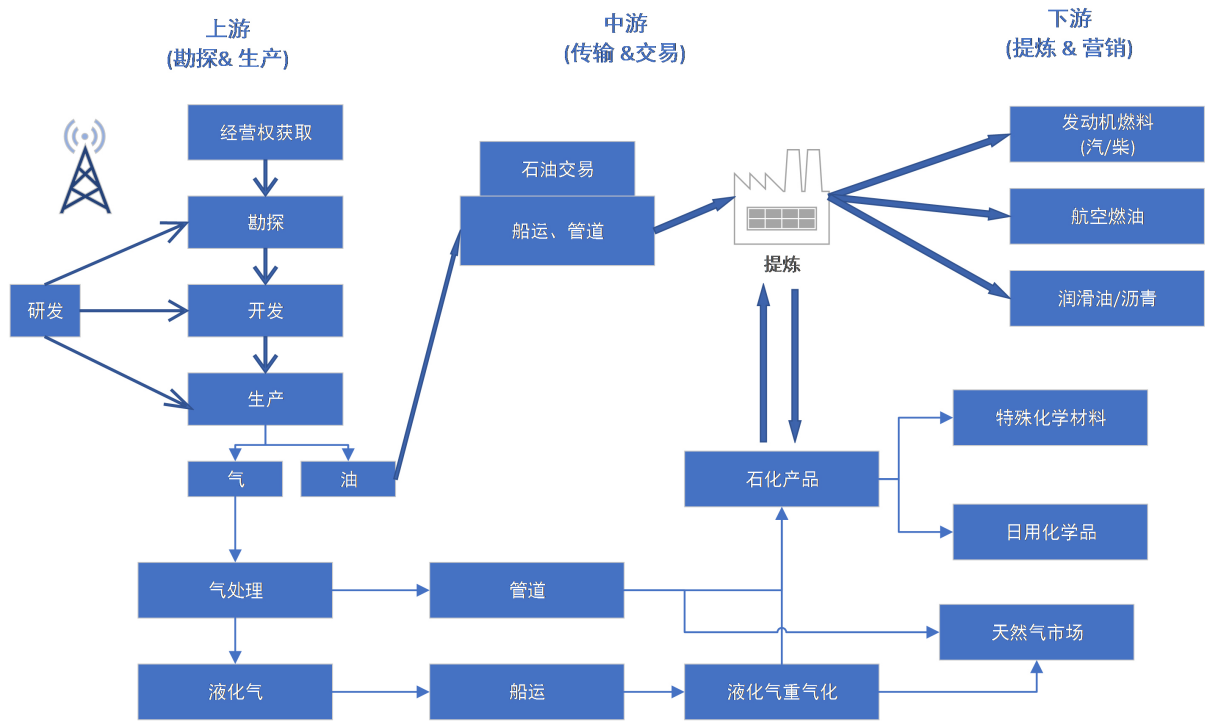 上游
(勘探& 生产)
中游
(传输 &交易)
下游
(提炼 & 营销)
经营权获取
勘探
研发
开发
生产
气
油
石油交易
船运、管道
提炼
发动机燃料
(汽/柴)
航空燃油
润滑油/沥青
石化产品
特殊化学材料
日用化学品
气处理
管道
天然气市场
液化气
船运
液化气重气化